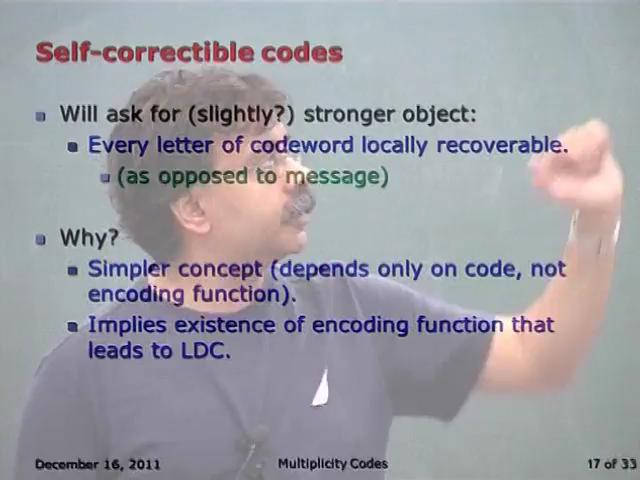 Self-correctible codes
Will ask for (slightly?) stronger object:
Every letter of codeword locally recoverable.
(as opposed to message)
Why?
Simpler concept (depends only on code, not
encoding function).
Implies existence of encoding function that
leads to LDC.
December 16, 2011
Multiplicity Codes
17 of 33